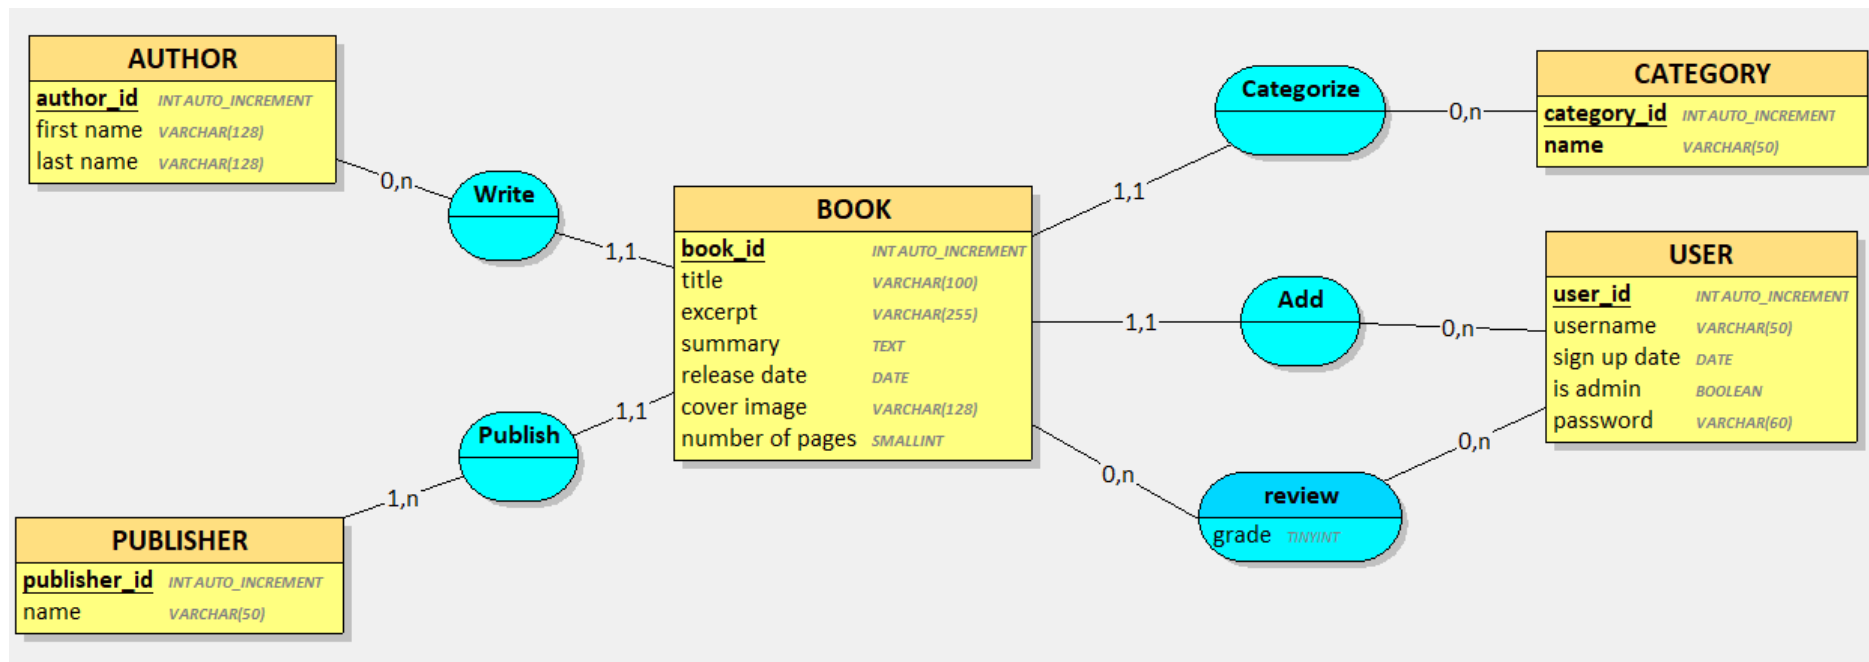 AUTHOR
author_id INT AUTO_INCREMENT
first name VARCHAR(128)
last name VARCHAR(128)
0,n
Write
1,1
PUBLISHER
publisher_id INT AUTO_INCREMENT
name VARCHAR(50)
1,n
Publish
1,1
BOOK
book_id INT AUTO_INCREMENT
title VARCHAR(100)
excerpt VARCHAR(255)
summary TEXT
release date DATE
cover image VARCHAR(128)
number of pages SMALLINT
1,1
Categorize
0,n
CATEGORY
category_id INT AUTO_INCREMENT
name VARCHAR(50)
1,1
Add
0,n
USER
user_id INT AUTO_INCREMENT
username VARCHAR(50)
sign up date DATE
is admin BOOLEAN
password VARCHAR(60)
0,n
review
grade TINYINT
0,n